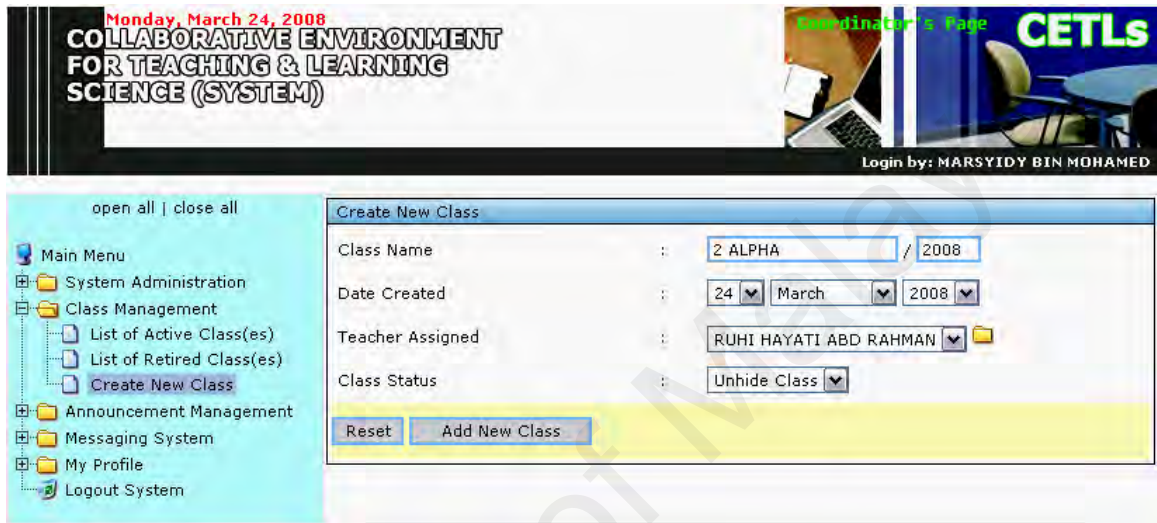 Monday, March 24, 2008
COLLABORATIVE ENVIRONMENT
FOR TEACHING & LEARNING
SCIENCE (SYSTEM)
Coordinator's Page
CETLs
Login by: MARSYIDY BIN MOHAMED
open all | close all
Main Menu
System Administration
Class Management
List of Active Class(es)
List of Retired Class(es)
Create New Class
Announcement Management
Messaging System
My Profile
Logout System
Create New Class
Class Name : 2 ALPHA / 2008
Date Created : 24 March 2008
Teacher Assigned : RUHI HAYATI ABD RAHMAN
Class Status : Unhide Class
Reset Add New Class
of Malay